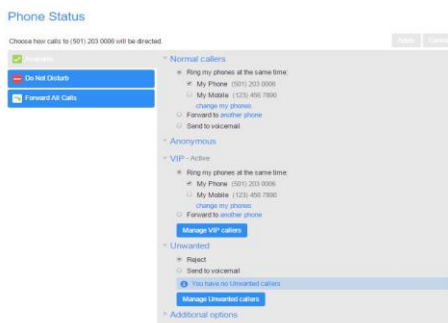 Phone Status
Choose how calls to (501) 203 0006 will be directed.
Apply Cancel
Available
Do Not Disturb
Forward All Calls
Normal callers
Ring my phones at the same time:
My Phone (501) 203 0006
My Mobile (123) 456 7890
change my phones
Forward to another phone
Send to voicemail
Anonymous
VIP - Active
Ring my phones at the same time:
My Phone (501) 203 0006
My Mobile (123) 456 7890
change my phones
Forward to another phone
Manage VIP callers
Unwanted
Reject
Send to voicemail
You have no Unwanted callers
Manage Unwanted callers
Additional options